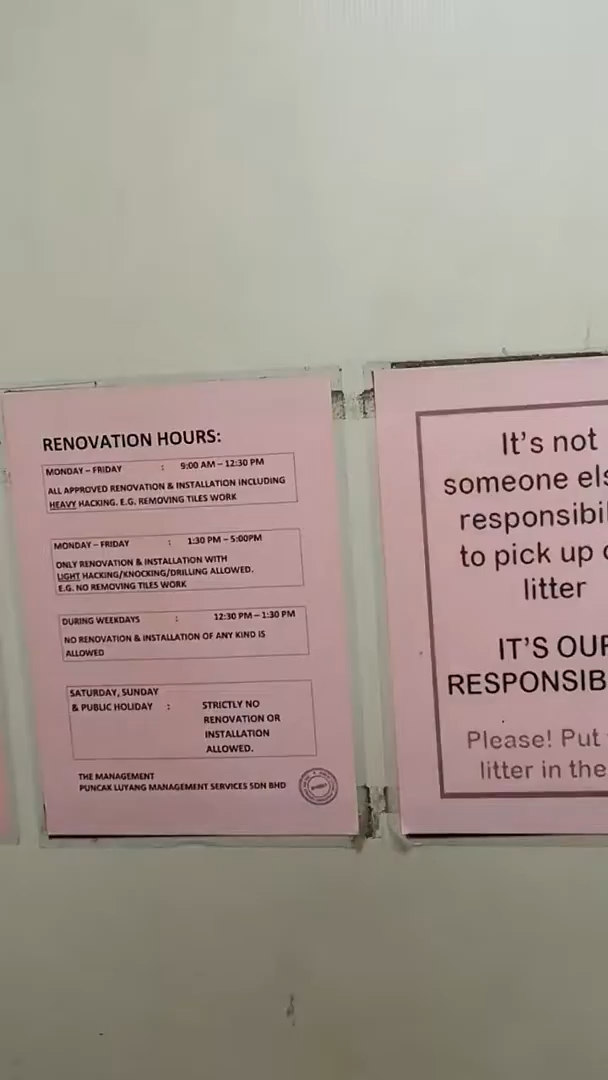 RENOVATION HOURS:
MONDAY – FRIDAY : 9:00 AM – 12:30 PM
ALL APPROVED RENOVATION & INSTALLATION INCLUDING
HEAVY HACKING. E.G. REMOVING TILES WORK
MONDAY – FRIDAY : 1:30 PM – 5:00PM
ONLY RENOVATION & INSTALLATION WITH
LIGHT HACKING/KNOCKING/DRILLING ALLOWED.
E.G. NO REMOVING TILES WORK
DURING WEEKDAYS : 12:30 PM – 1:30 PM
NO RENOVATION & INSTALLATION OF ANY KIND IS
ALLOWED
SATURDAY, SUNDAY
& PUBLIC HOLIDAY : STRICTLY NO
RENOVATION OR
INSTALLATION
ALLOWED.
THE MANAGEMENT
PUNCAK LUYANG MANAGEMENT SERVICES SDN BHD
It's not
someone els
responsibil
to pick up
litter
IT'S OUR
RESPONSIB
Please! Put
litter in the